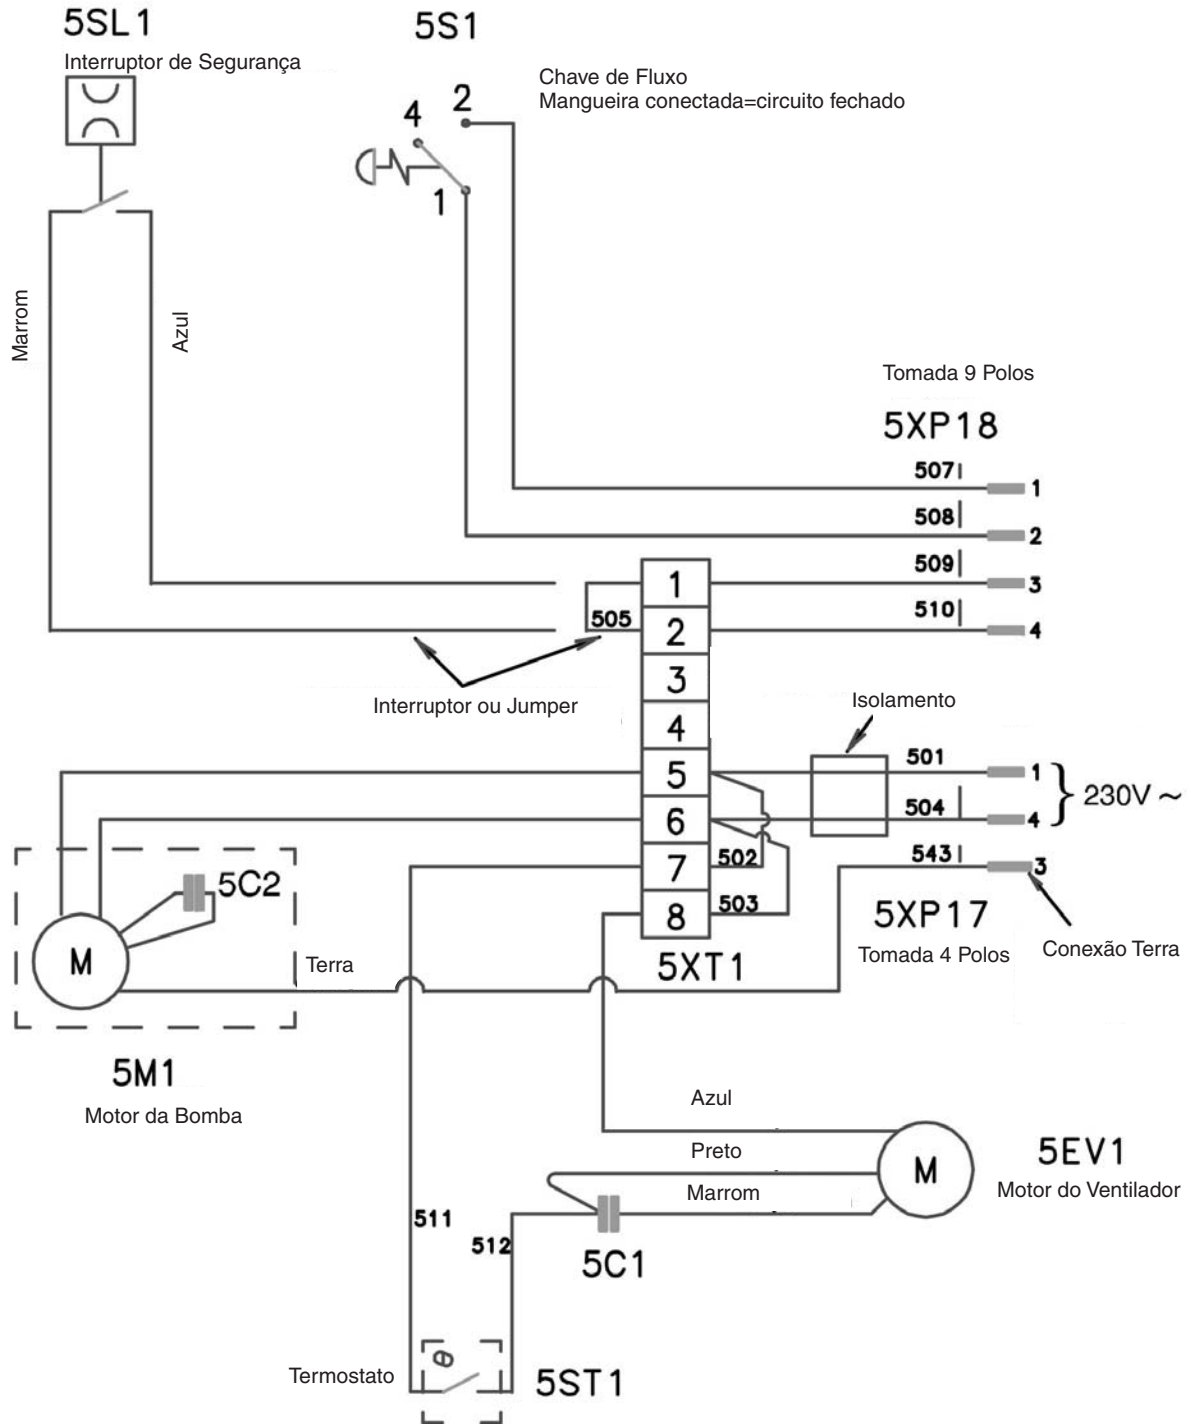 5SL1
Interruptor de Segurança
5S1
Chave de Fluxo
Mangueira conectada=circuito fechado
4
2
1
Marrom
Azul
Tomada 9 Polos
5XP18
507
1
508
2
509
3
510
4
505
1
2
3
4
5
6
7
8
Interruptor ou Jumper
Isolamento
501
1
504
4
230V ~
502
503
543
3
5XP17
Tomada 4 Polos
Conexão Terra
5XT1
5C2
M
Terra
5M1
Motor da Bomba
Azul
Preto
Marrom
M
5EV1
Motor do Ventilador
511
512
5C1
Termostato
θ
5ST1